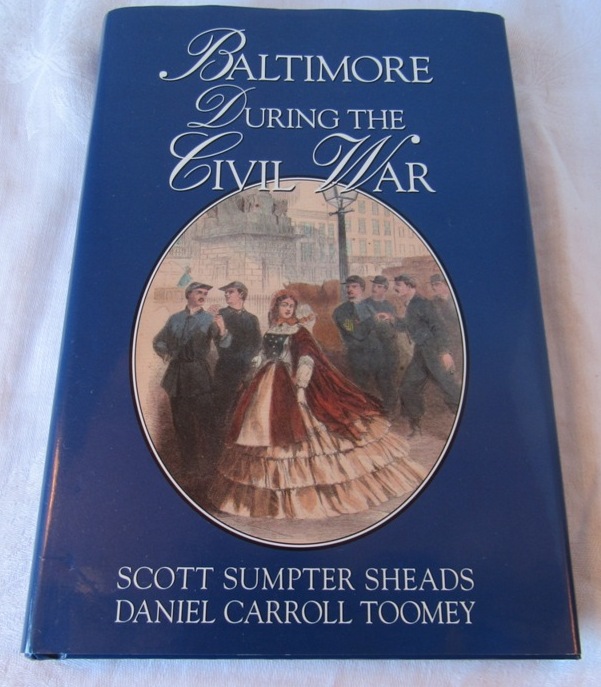 BALTIMORE
DURING THE
CIVIL WAR
SCOTT SUMPTER SHEADS
DANIEL CARROLL TOOMEY